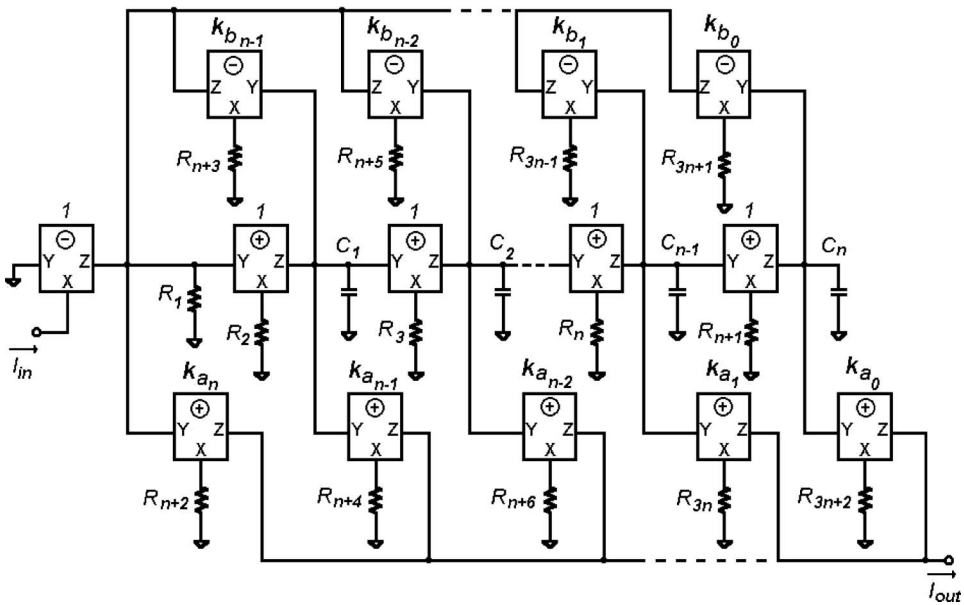 k_{b_{n-1}} k_{b_{n-2}} k_{b_1} k_{b_0}
− − − −
Z Y Z Y Z Y Z Y
X X X X
R_{n+3} R_{n+5} R_{3n-1} R_{3n+1}
1 1 1 1 1
− + + + +
Y Z Y Z C_1 Y Z C_2 Y Z C_{n-1} Y Z C_n
X X X X X
R_1 R_2 R_3 R_n R_{n+1}
I_{in}
k_{a_n} k_{a_{n-1}} k_{a_{n-2}} k_{a_1} k_{a_0}
+ + + + +
Y Z Y Z Y Z Y Z Y Z
X X X X X
R_{n+2} R_{n+4} R_{n+6} R_{3n} R_{3n+2}
I_{out}